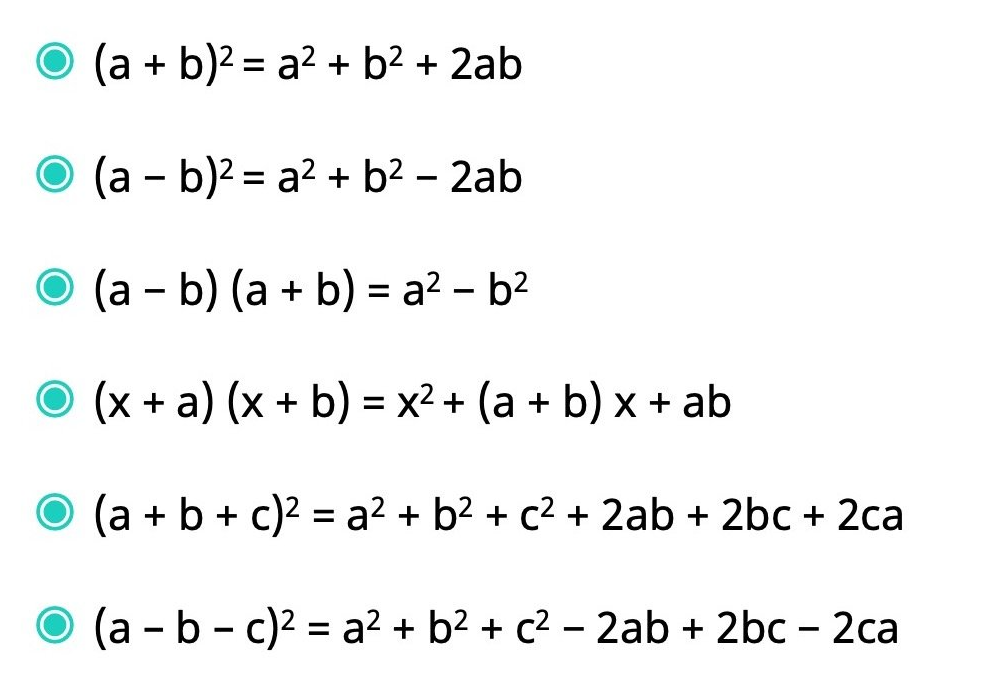 (a + b)² = a² + b² + 2ab
(a − b)² = a² + b² − 2ab
(a − b) (a + b) = a² − b²
(x + a) (x + b) = x² + (a + b) x + ab
(a + b + c)² = a² + b² + c² + 2ab + 2bc + 2ca
(a − b − c)² = a² + b² + c² − 2ab + 2bc − 2ca